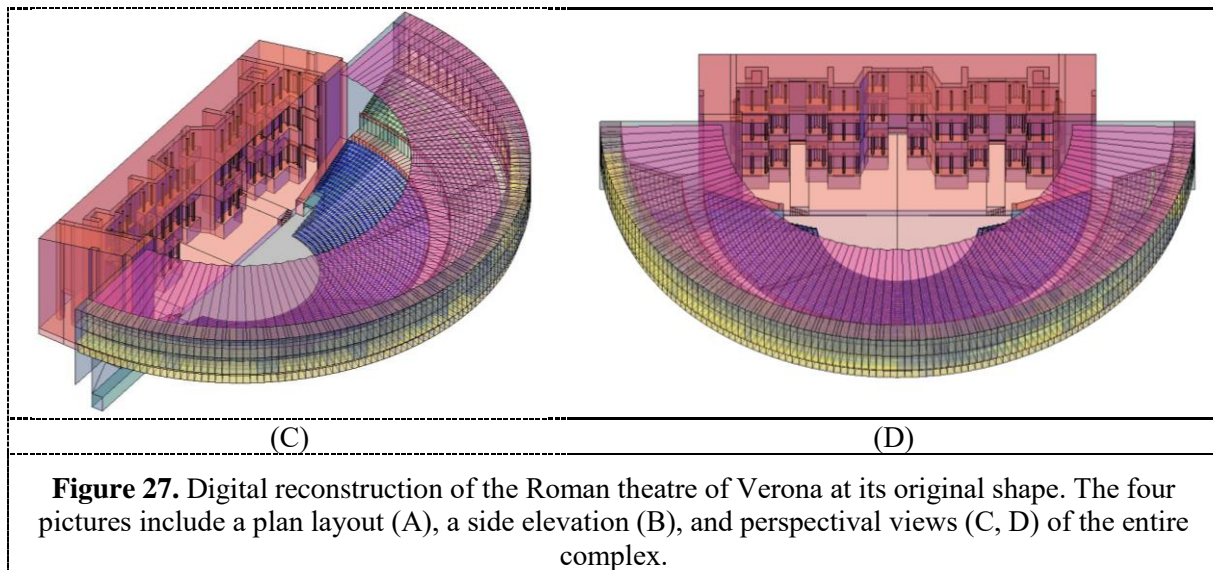 (C) (D)
Figure 27. Digital reconstruction of the Roman theatre of Verona at its original shape. The four
pictures include a plan layout (A), a side elevation (B), and perspectival views (C, D) of the entire
complex.